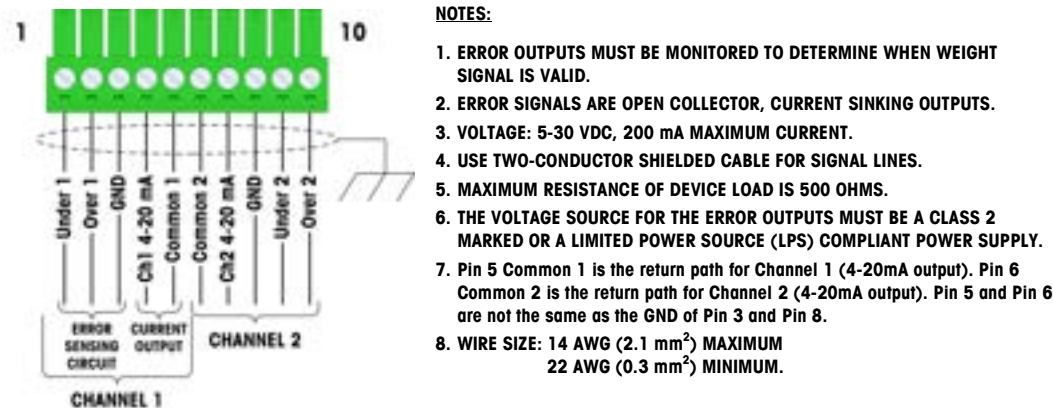 1
10
Under 1
Over 1
GND
Ch1 4-20 mA
Common 1
Common 2
Ch2 4-20 mA
GND
Under 2
Over 2
ERROR
SENSING
CIRCUIT
CURRENT
OUTPUT
CHANNEL 2
CHANNEL 1
NOTES:
1. ERROR OUTPUTS MUST BE MONITORED TO DETERMINE WHEN WEIGHT
SIGNAL IS VALID.
2. ERROR SIGNALS ARE OPEN COLLECTOR, CURRENT SINKING OUTPUTS.
3. VOLTAGE: 5-30 VDC, 200 mA MAXIMUM CURRENT.
4. USE TWO-CONDUCTOR SHIELDED CABLE FOR SIGNAL LINES.
5. MAXIMUM RESISTANCE OF DEVICE LOAD IS 500 OHMS.
6. THE VOLTAGE SOURCE FOR THE ERROR OUTPUTS MUST BE A CLASS 2
MARKED OR A LIMITED POWER SOURCE (LPS) COMPLIANT POWER SUPPLY.
7. Pin 5 Common 1 is the return path for Channel 1 (4-20mA output). Pin 6
Common 2 is the return path for Channel 2 (4-20mA output). Pin 5 and Pin 6
are not the same as the GND of Pin 3 and Pin 8.
8. WIRE SIZE: 14 AWG (2.1 mm²) MAXIMUM
22 AWG (0.3 mm²) MINIMUM.